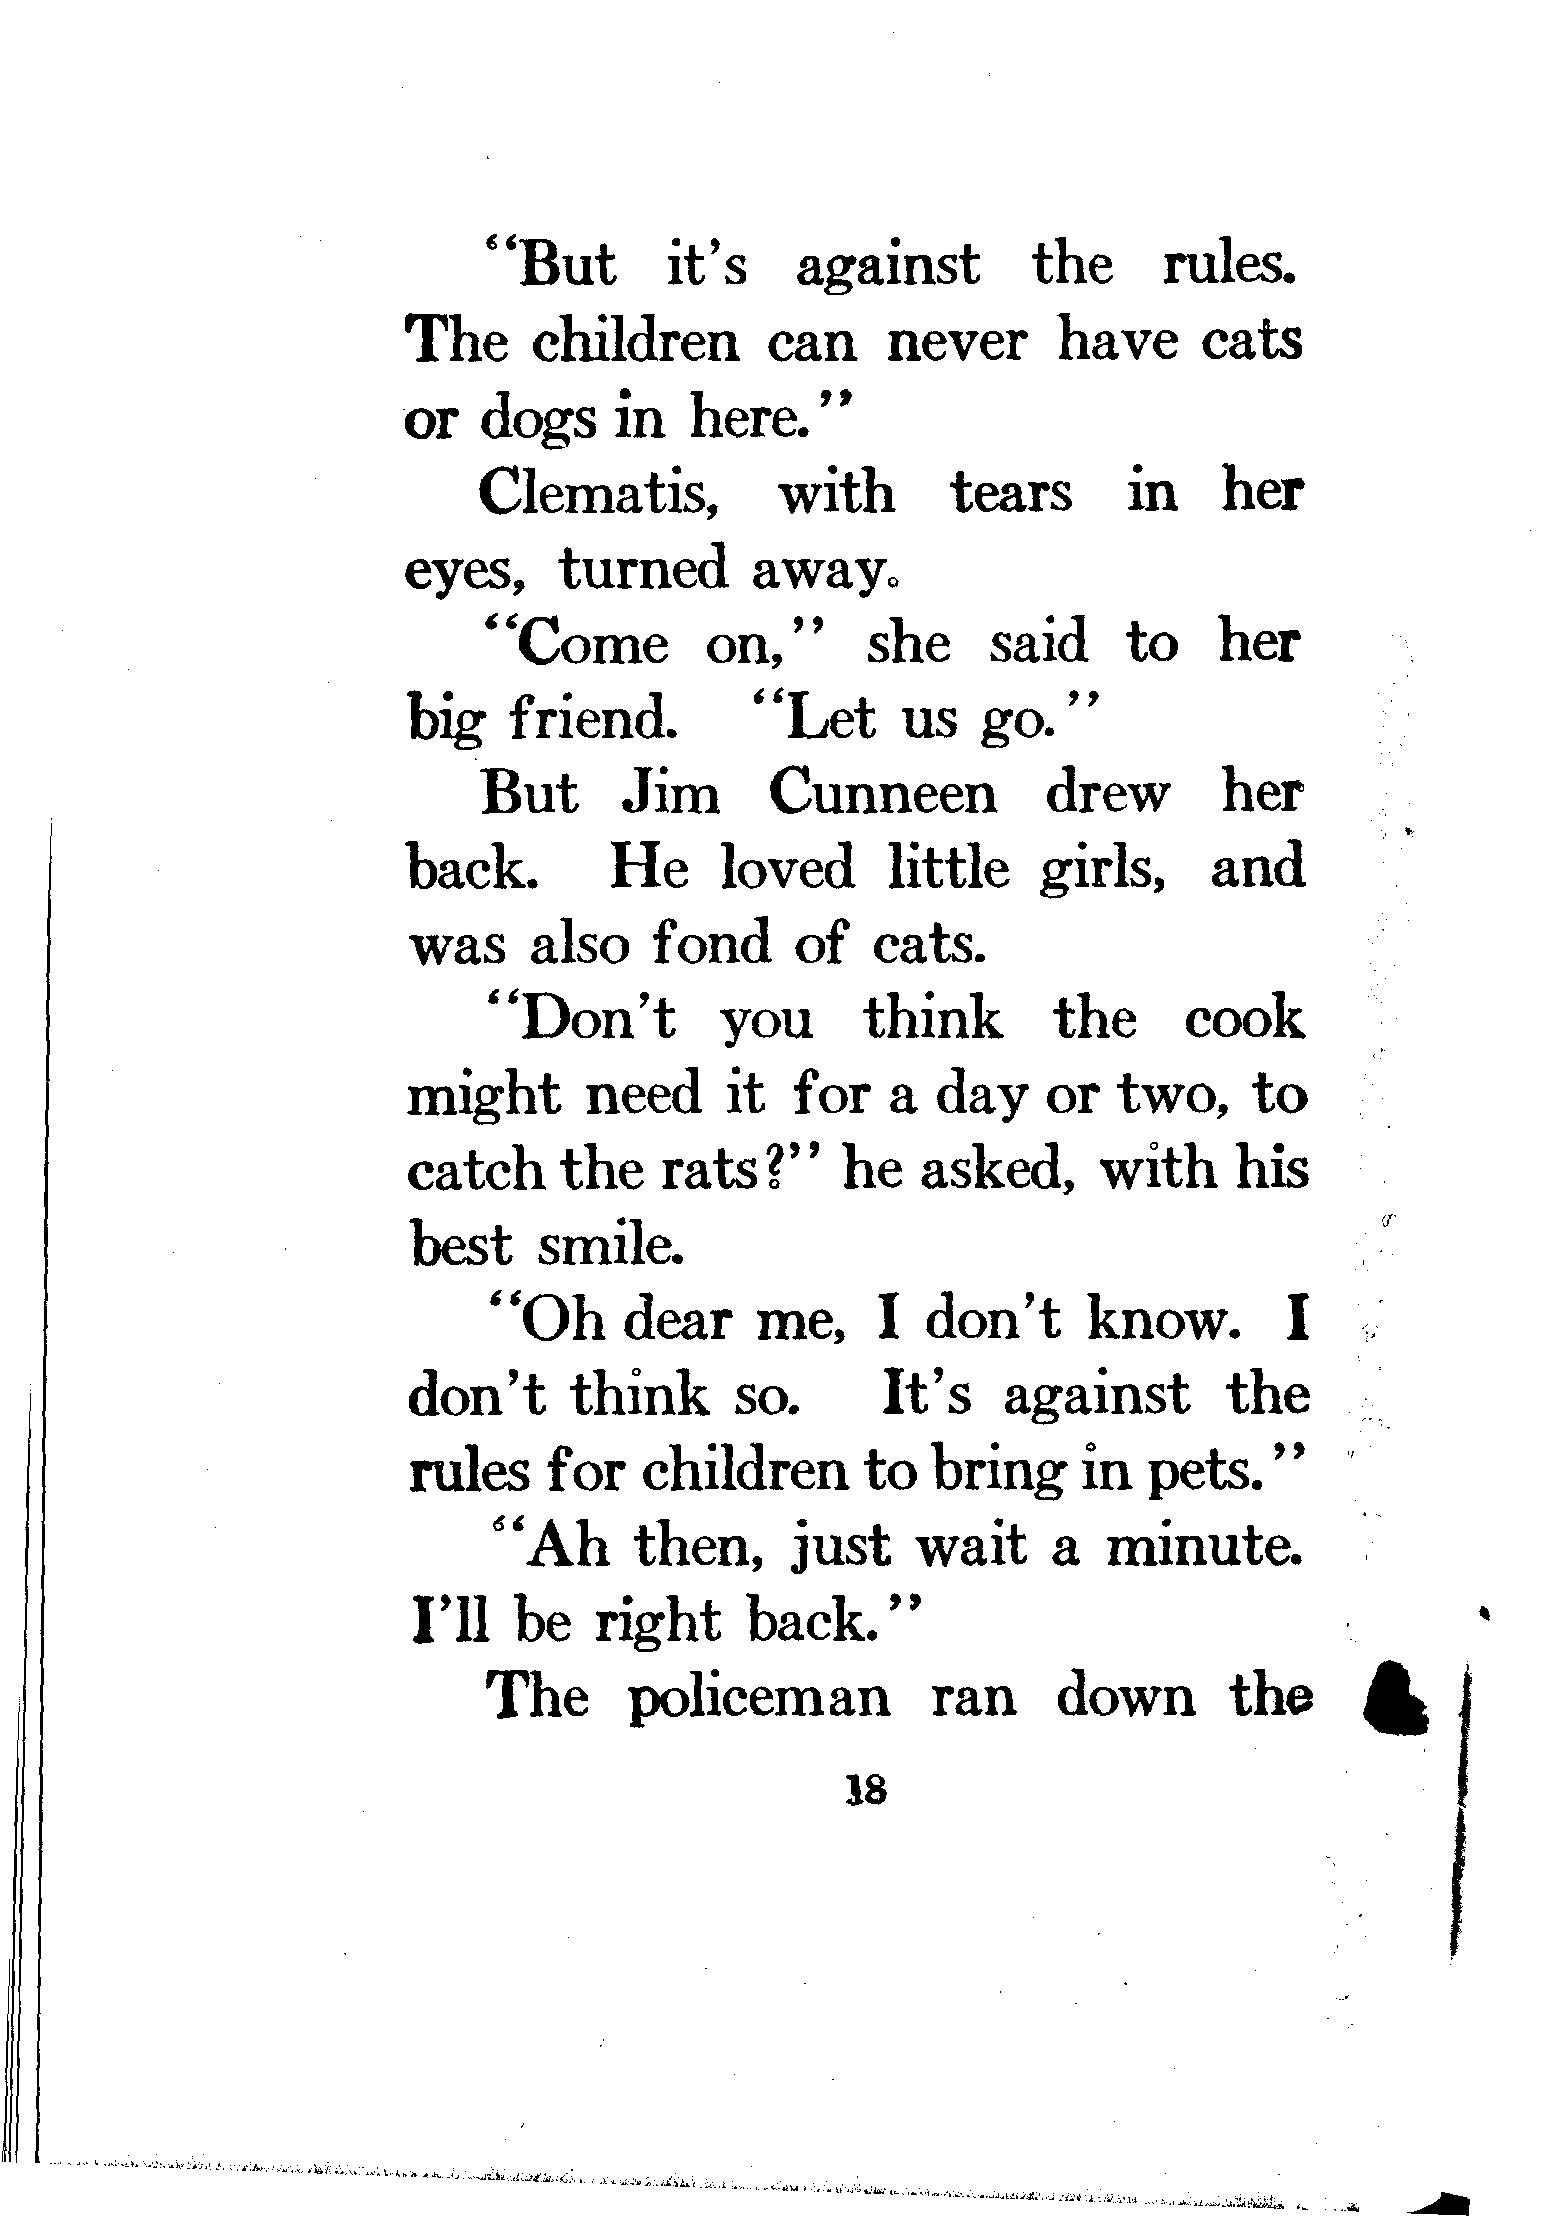 “But it’s against the rules.
The children can never have cats
or dogs in here.”
Clematis, with tears in her
eyes, turned away.
“Come on,” she said to her
big friend. “Let us go.”
But Jim Cunneen drew her
back. He loved little girls, and
was also fond of cats.
“Don’t you think the cook
might need it for a day or two, to
catch the rats?” he asked, with his
best smile.
“Oh dear me, I don’t know. I
don’t think so. It’s against the
rules for children to bring in pets.”
“Ah then, just wait a minute.
I’ll be right back.”
The policeman ran down the
18